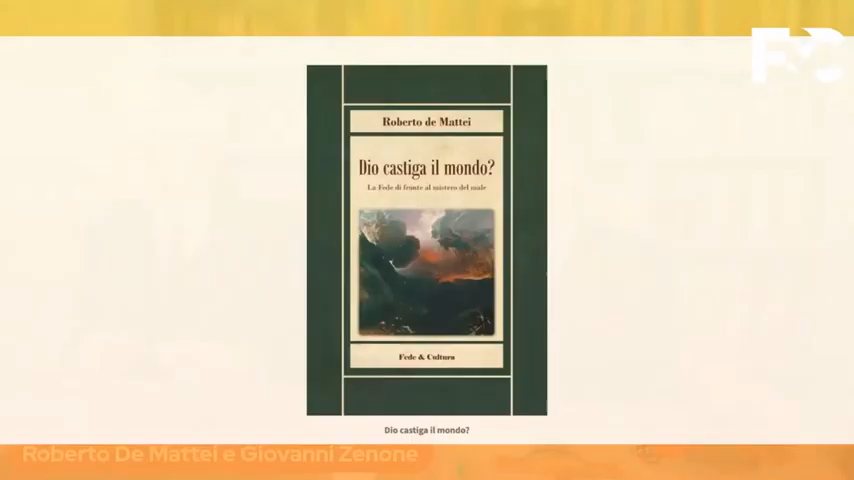 Roberto de Mattei
Dio castiga il mondo?
La Fede di fronte al mistero del male
Fede & Cultura
Dio castiga il mondo?
Roberto De Mattei e Giovanni Zenone